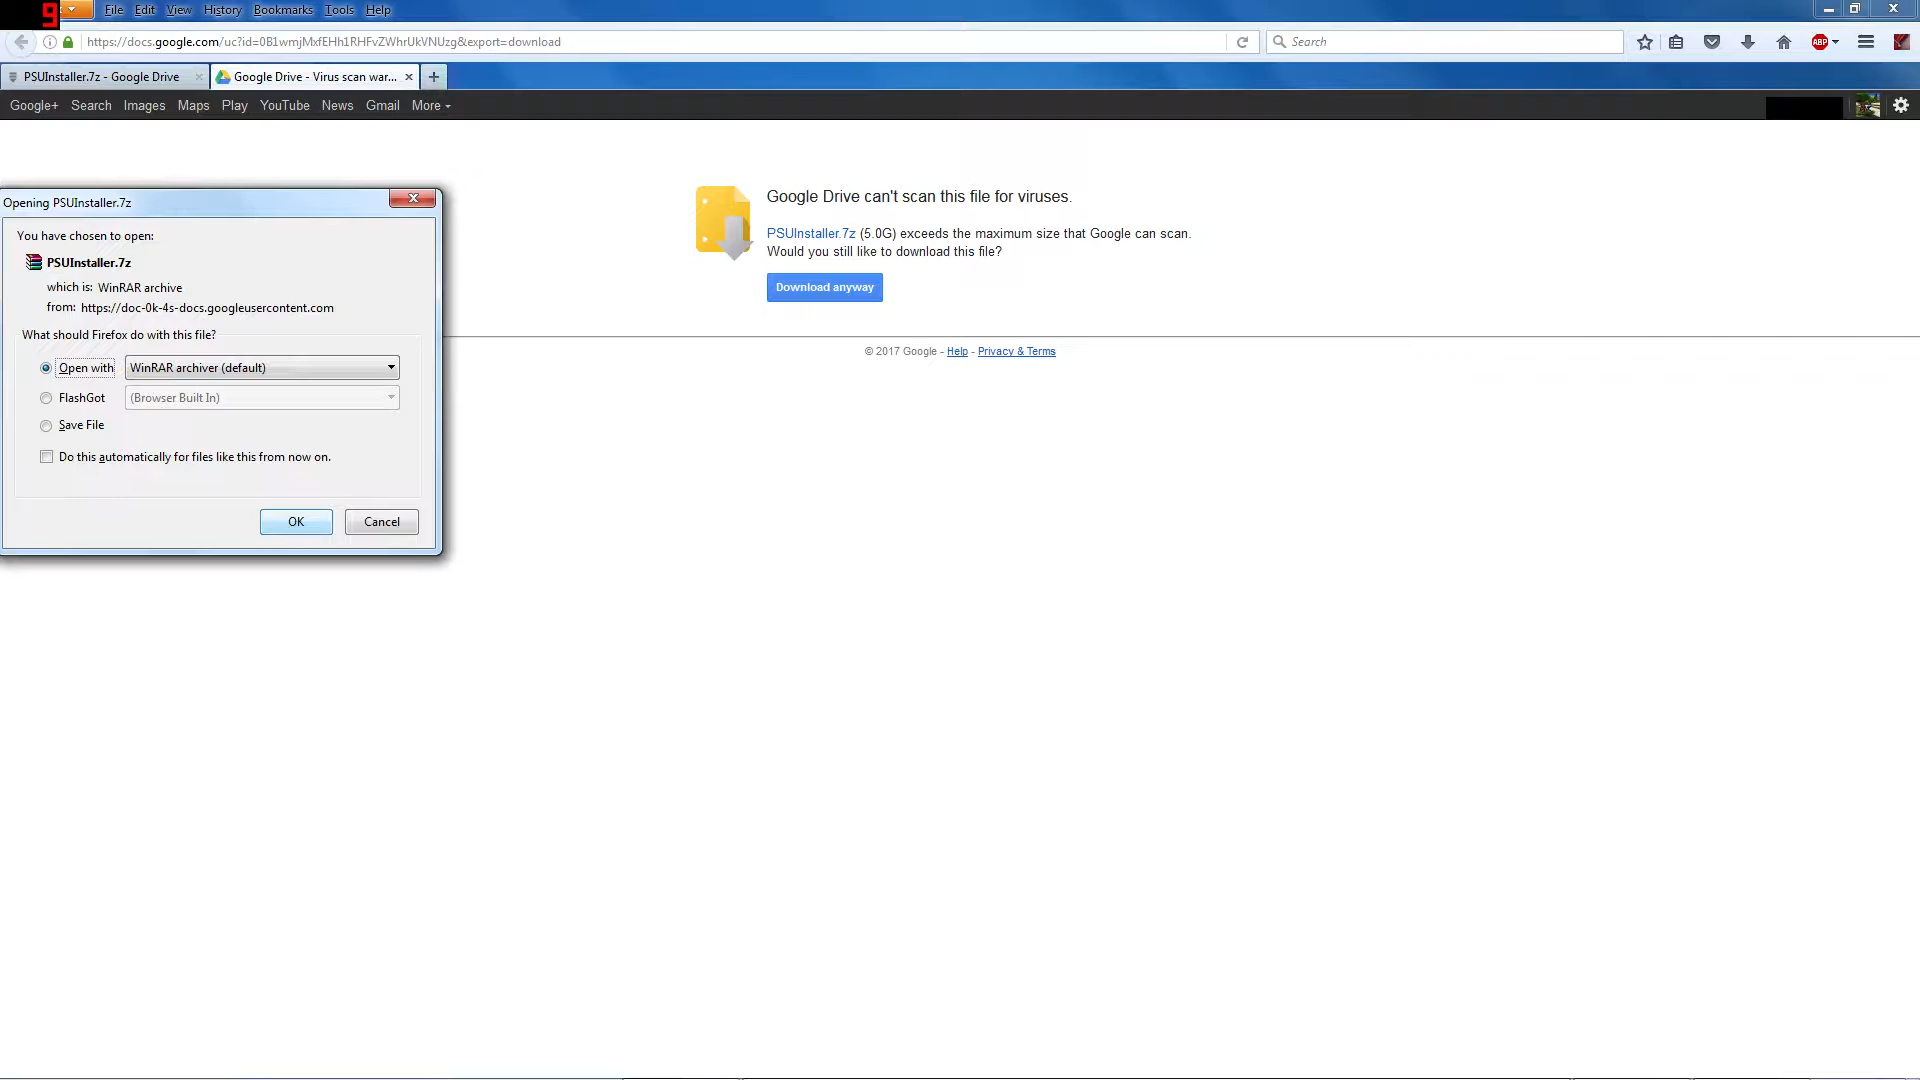 9
File Edit View History Bookmarks Tools Help
https://docs.google.com/uc?id=0B1wmjMxfEHh1RHFvZWhrUkVNUzg&export=download
Search
ABP
PSUInstaller.7z - Google Drive
Google Drive - Virus scan war...
Google+ Search Images Maps Play YouTube News Gmail More
Google Drive can't scan this file for viruses.
PSUInstaller.7z (5.0G) exceeds the maximum size that Google can scan.
Would you still like to download this file?
Download anyway
© 2017 Google - Help - Privacy & Terms
Opening PSUInstaller.7z
You have chosen to open:
PSUInstaller.7z
which is: WinRAR archive
from: https://doc-0k-4s-docs.googleusercontent.com
What should Firefox do with this file?
Open with WinRAR archiver (default)
FlashGot (Browser Built In)
Save File
Do this automatically for files like this from now on.
OK Cancel